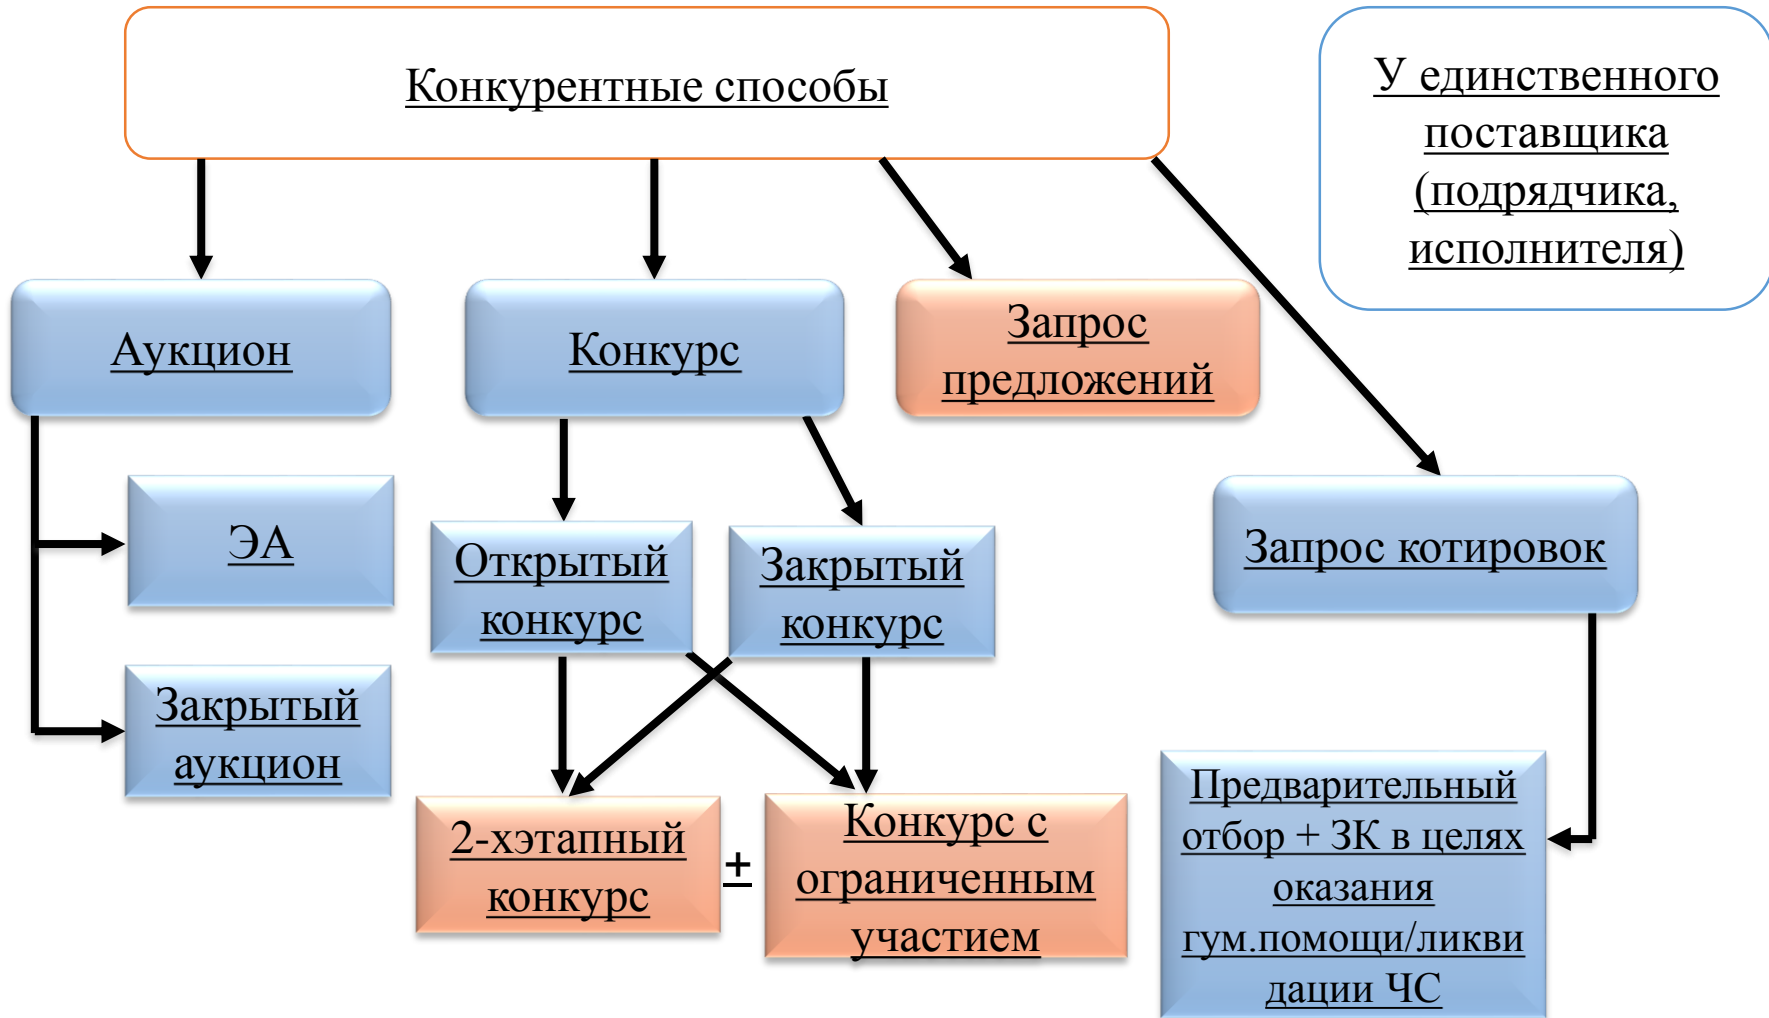 Конкурентные способы
У единственного
поставщика
(подрядчика,
исполнителя)
Аукцион
Конкурс
Запрос
предложений
ЭА
Открытый
конкурс
Закрытый
конкурс
Запрос котировок
Закрытый
аукцион
2-хэтапный
конкурс
±
Конкурс с
ограниченным
участием
Предварительный
отбор + ЗК в целях
оказания
гум.помощи/ликви
дации ЧС